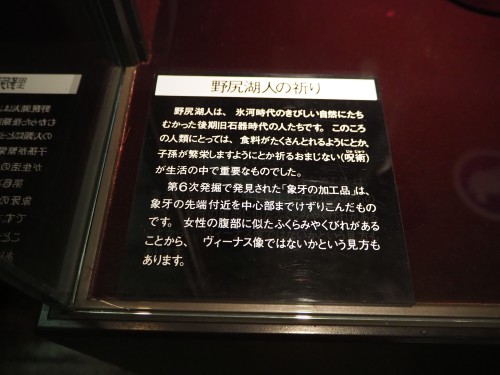 野尻湖人の祈り
野尻湖人は、氷河時代のきびしい自然にたち
むかった後期旧石器時代の人たちです。このころ
の人類にとっては、食料がたくさんとれるようにとか、
子孫が繁栄しますようにとか祈るおまじない(呪術)
が生活の中で重要なものでした。
第6次発掘で発見された「象牙の加工品」は、
象牙の先端付近を中心部までけずりこんだもの
です。女性の腹部に似たふくらみやくびれがある
ことから、ヴィーナス像ではないかという見方も
あります。